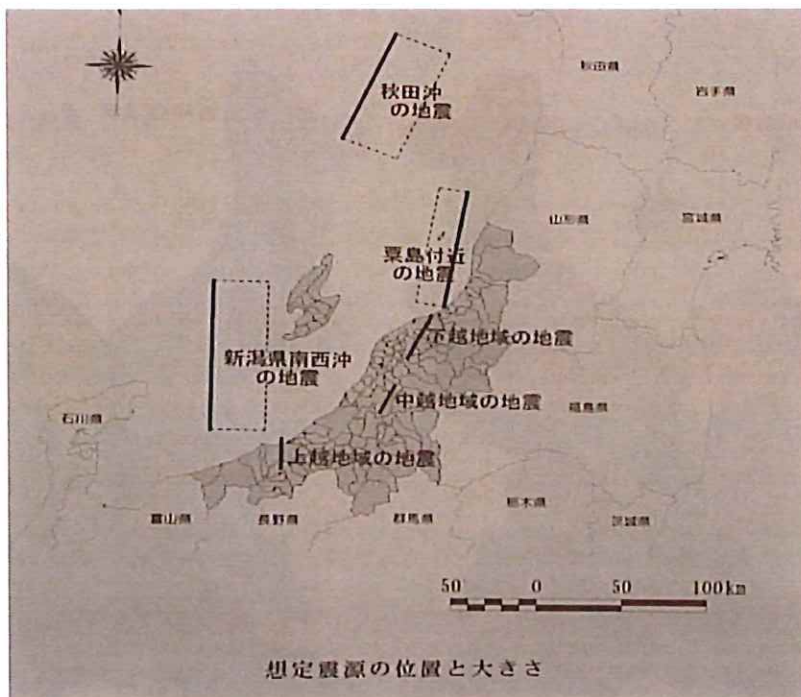 秋田沖
の地震
秋田県
岩手県
山形県
宮城県
粟島付近
の地震
下越地域の地震
新潟県南西沖
の地震
中越地域の地震
福島県
石川県
上越地域の地震
富山県
長野県
群馬県
栃木県
茨城県
50 0 50 100km
想定震源の位置と大きさ